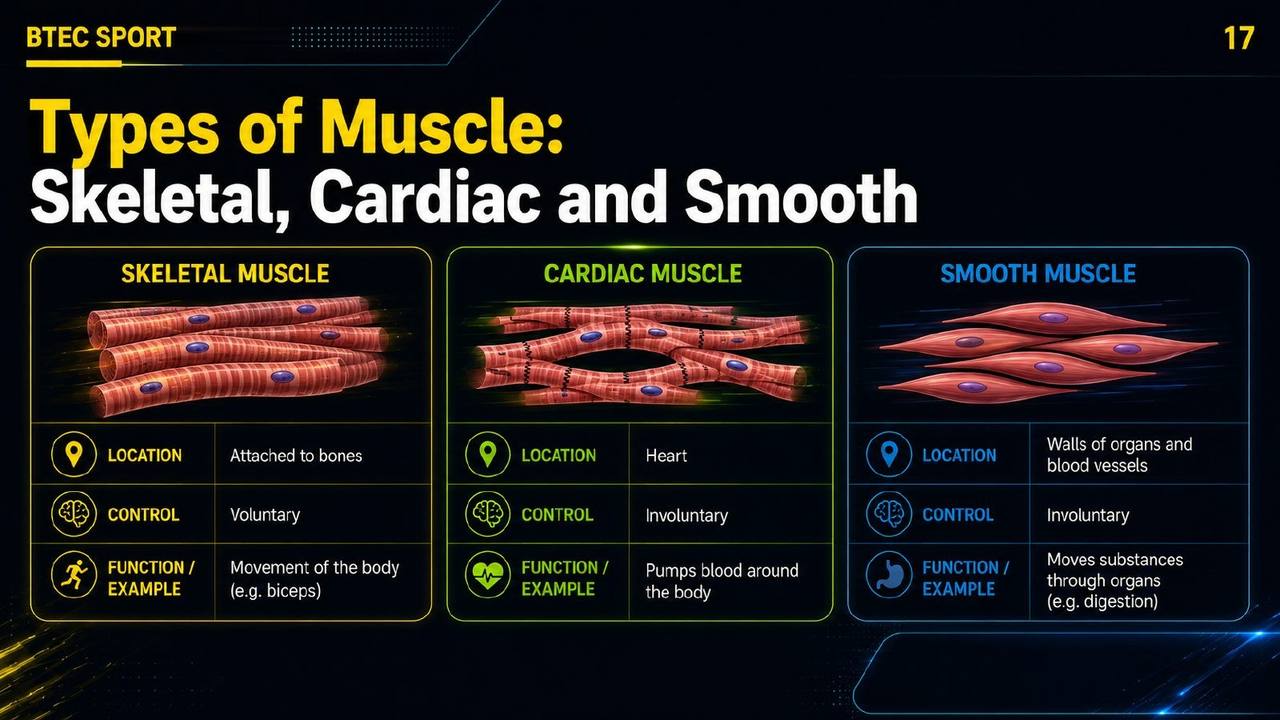 BTEC SPORT
17
Types of Muscle:
Skeletal, Cardiac and Smooth
SKELETAL MUSCLE
LOCATION
Attached to bones
CONTROL
Voluntary
FUNCTION /
EXAMPLE
Movement of the body
(e.g. biceps)
CARDIAC MUSCLE
LOCATION
Heart
CONTROL
Involuntary
FUNCTION /
EXAMPLE
Pumps blood around
the body
SMOOTH MUSCLE
LOCATION
Walls of organs and
blood vessels
CONTROL
Involuntary
FUNCTION /
EXAMPLE
Moves substances
through organs
(e.g. digestion)